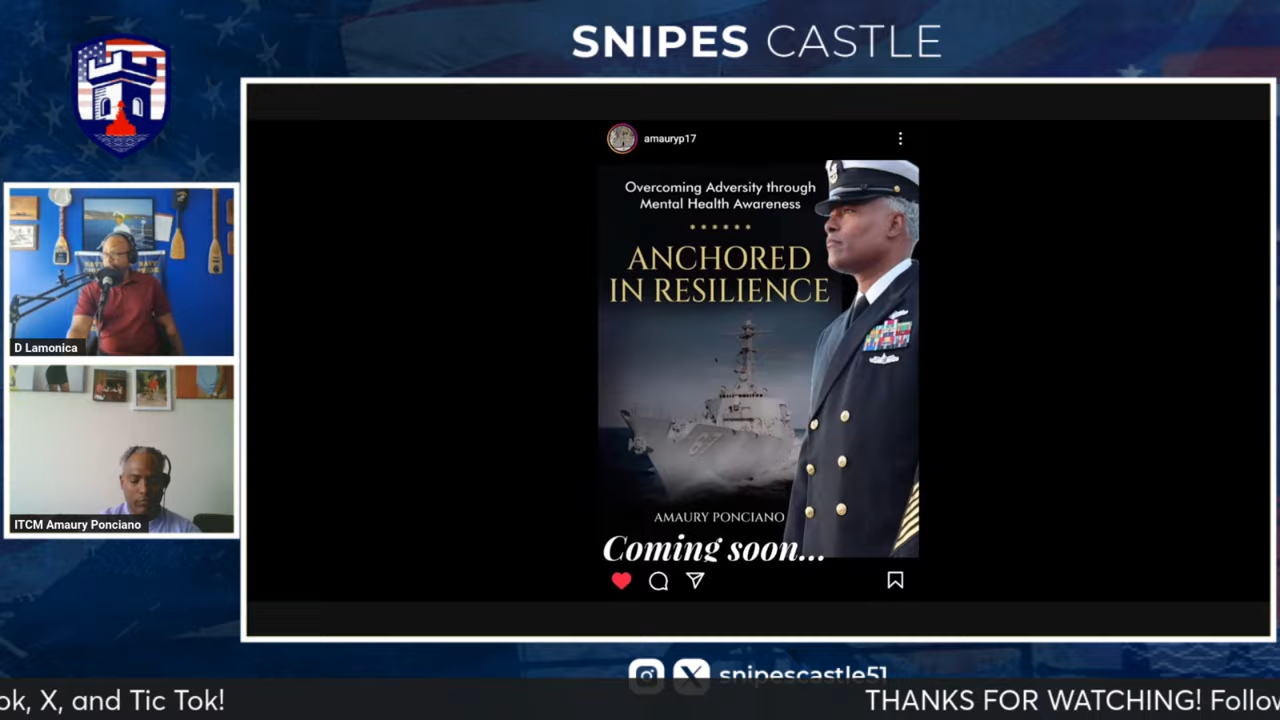 SNIPES CASTLE
amauryp17
Overcoming Adversity through
Mental Health Awareness
ANCHORED
IN RESILIENCE
67
AMAURY PONCIANO
Coming soon...
D Lamonica
ITCM Amaury Ponciano
snipescastle51
ok, X, and Tic Tok!
THANKS FOR WATCHING! Follow